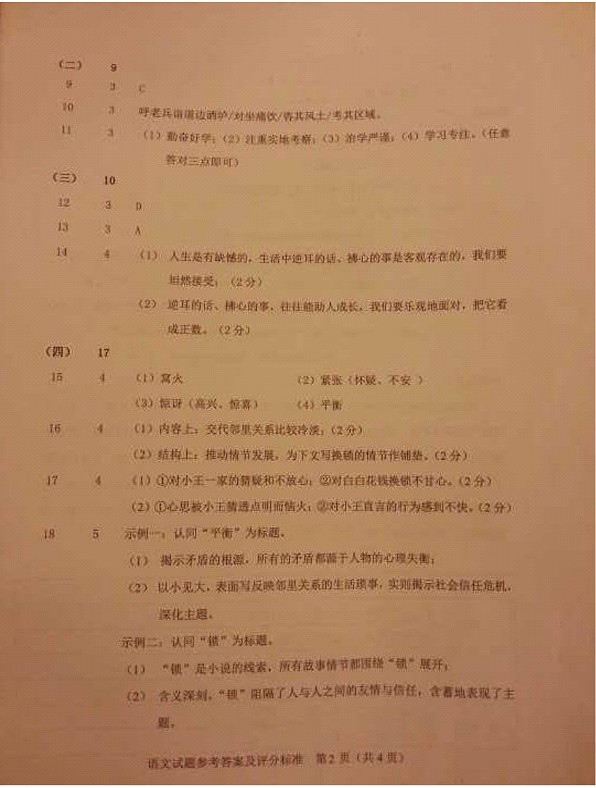 (二) 9
9 3 C
10 3 呼老兵诣道边酒垆/对坐痛饮/咨其风土/考其区域。
11 3 (1)勤奋好学；(2)注重实地考察；(3)治学严谨；(4)学习专注。(任意
答对三点即可)
(三) 10
12 3 D
13 3 A
14 4 (1) 人生是有缺憾的，生活中逆耳的话、拂心的事是客观存在的，我们要
坦然接受；(2分)
(2) 逆耳的话、拂心的事，往往能助人成长，我们要乐观地面对，把它看
成正数。(2分)
(四) 17
15 4 (1)窝火 (2)紧张(怀疑、不安 )
(3)惊讶(高兴、惊喜) (4)平衡
16 4 (1)内容上：交代邻里关系比较冷淡；(2分)
(2)结构上：推动情节发展，为下文写换锁的情节作铺垫。(2分)
17 4 (1)①对小王一家的猜疑和不放心；②对白白花钱换锁不甘心。(2分)
(2)①心思被小王猜透点明而恼火；②对小王直言的行为感到不快。(2分)
18 5 示例一：认同“平衡”为标题。
(1) 揭示矛盾的根源，所有的矛盾都源于人物的心理失衡；
(2) 以小见大，表面写反映邻里关系的生活琐事，实则揭示社会信任危机，
深化主题。
示例二：认同“锁”为标题。
(1) “锁”是小说的线索，所有故事情节都围绕“锁”展开；
(2) 含义深刻，“锁”阻隔了人与人之间的友情与信任，含蓄地表现了主
题。
语文试题参考答案及评分标准 第2页(共4页)